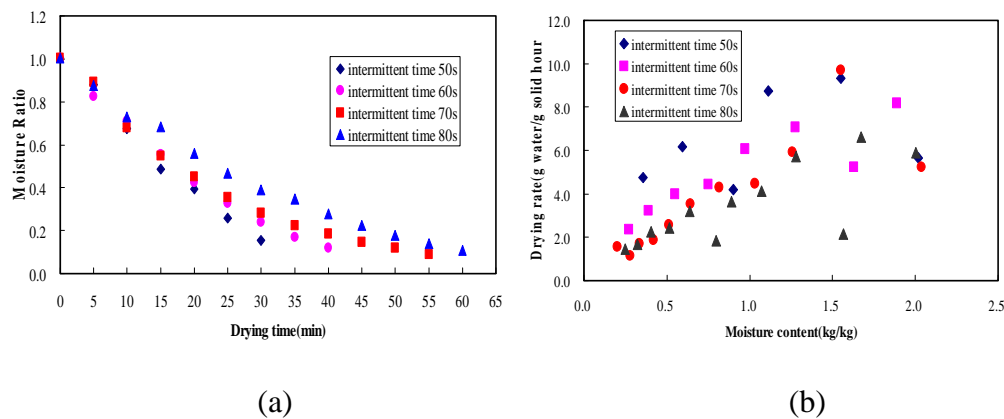 1.2
1.0
0.8
0.6
0.4
0.2
0.0
Moisture Ratio
intermittent time 50s
intermittent time 60s
intermittent time 70s
intermittent time 80s
0 5 10 15 20 25 30 35 40 45 50 55 60 65
Drying time(min)
(a)
12.0
10.0
8.0
6.0
4.0
2.0
0.0
Drying rate(g water/g solid hour
intermittent time 50s
intermittent time 60s
intermittent time 70s
intermittent time 80s
0.0 0.5 1.0 1.5 2.0 2.5
Moisture content(kg/kg)
(b)